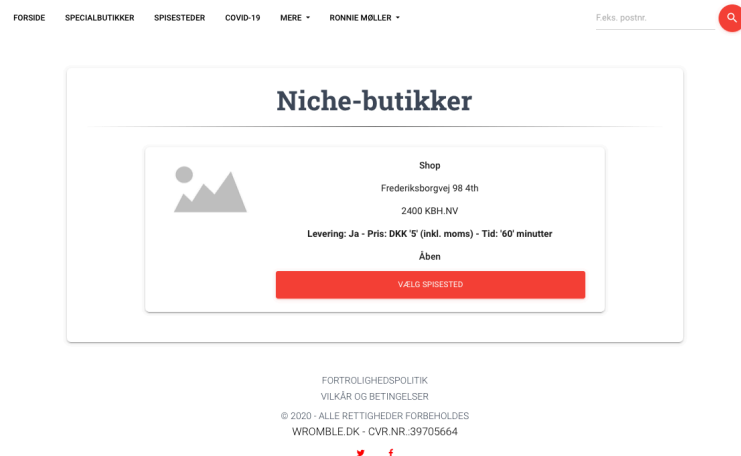 FORSIDE SPECIALBUTIKKER SPISESTEDER COVID-19 MERE RONNIE MØLLER F.eks. postnr.
Niche-butikker
Shop
Frederiksborgvej 98 4th
2400 KBH.NV
Levering: Ja - Pris: DKK '5' (inkl. moms) - Tid: '60' minutter
Åben
VÆLG SPISESTED
FORTROLIGHEDSPOLITIK
VILKÅR OG BETINGELSER
© 2020 - ALLE RETTIGHEDER FORBEHOLDES
WROMBLE.DK - CVR.NR.:39705664